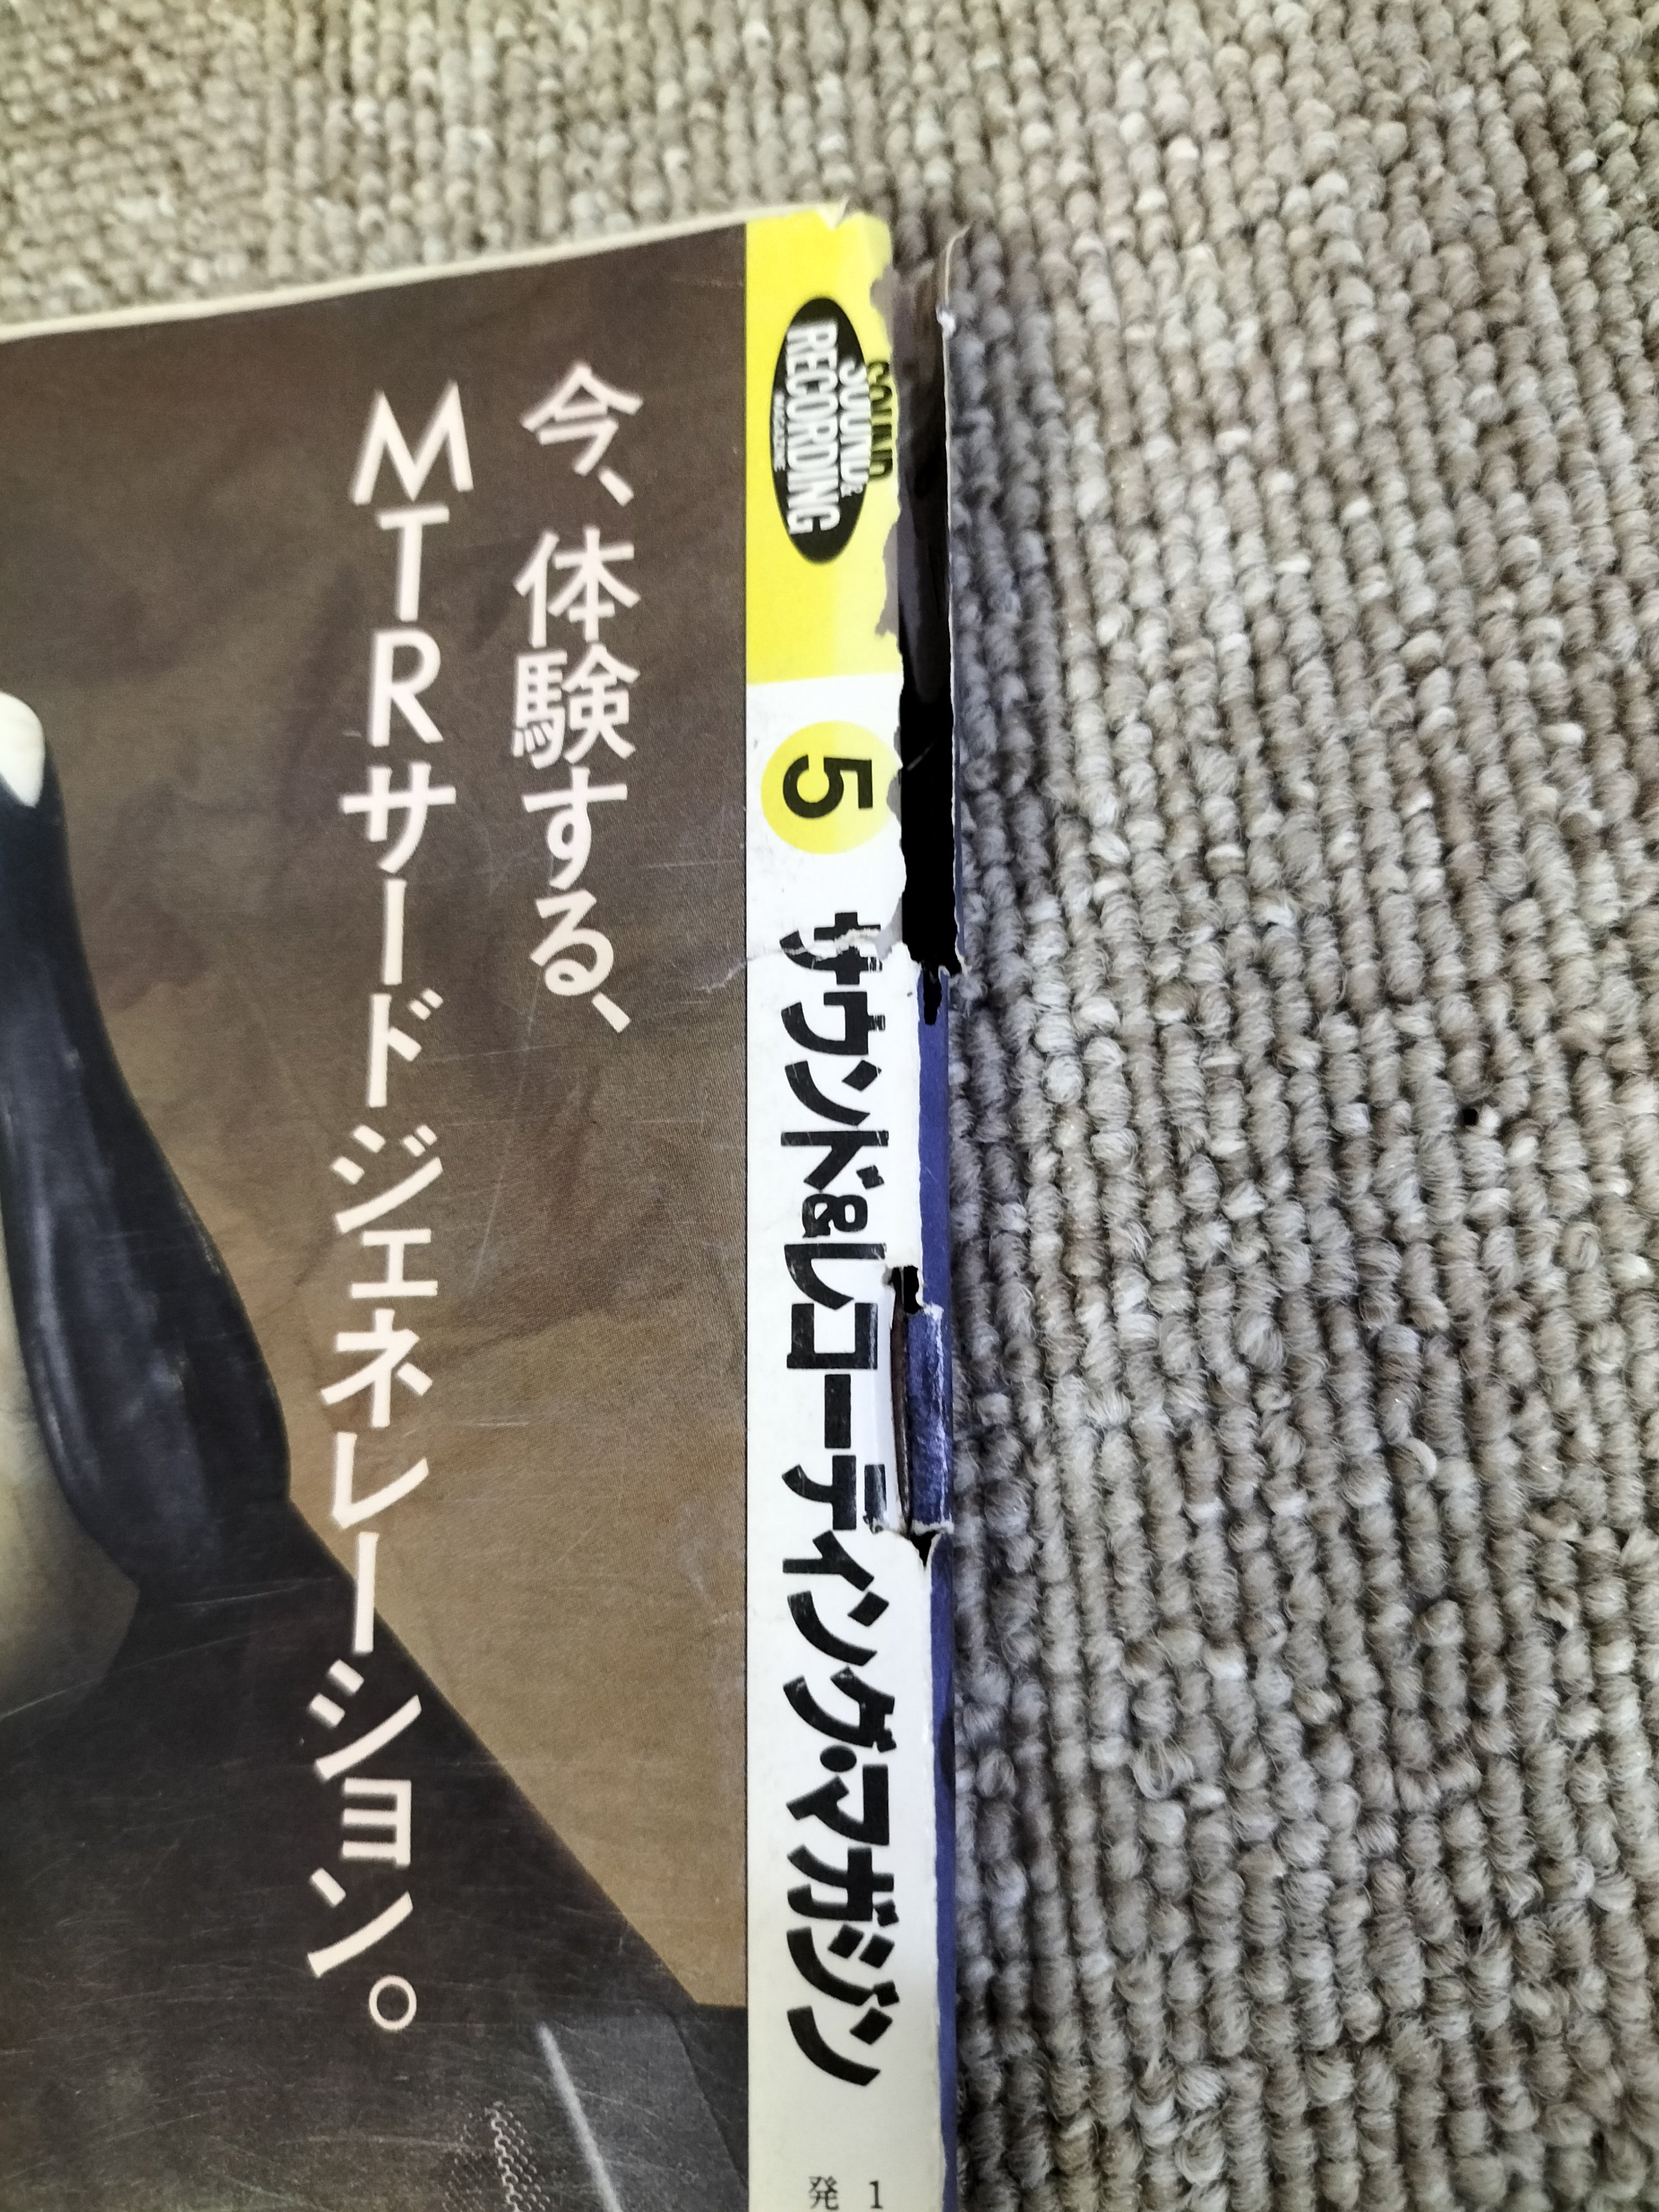 今、体験する、
MTRサードジェネレーション。
SOUND
SOUND&
RECORDING
MAGAZINE
5
サウンド&レコーディング・マガジン
1
発